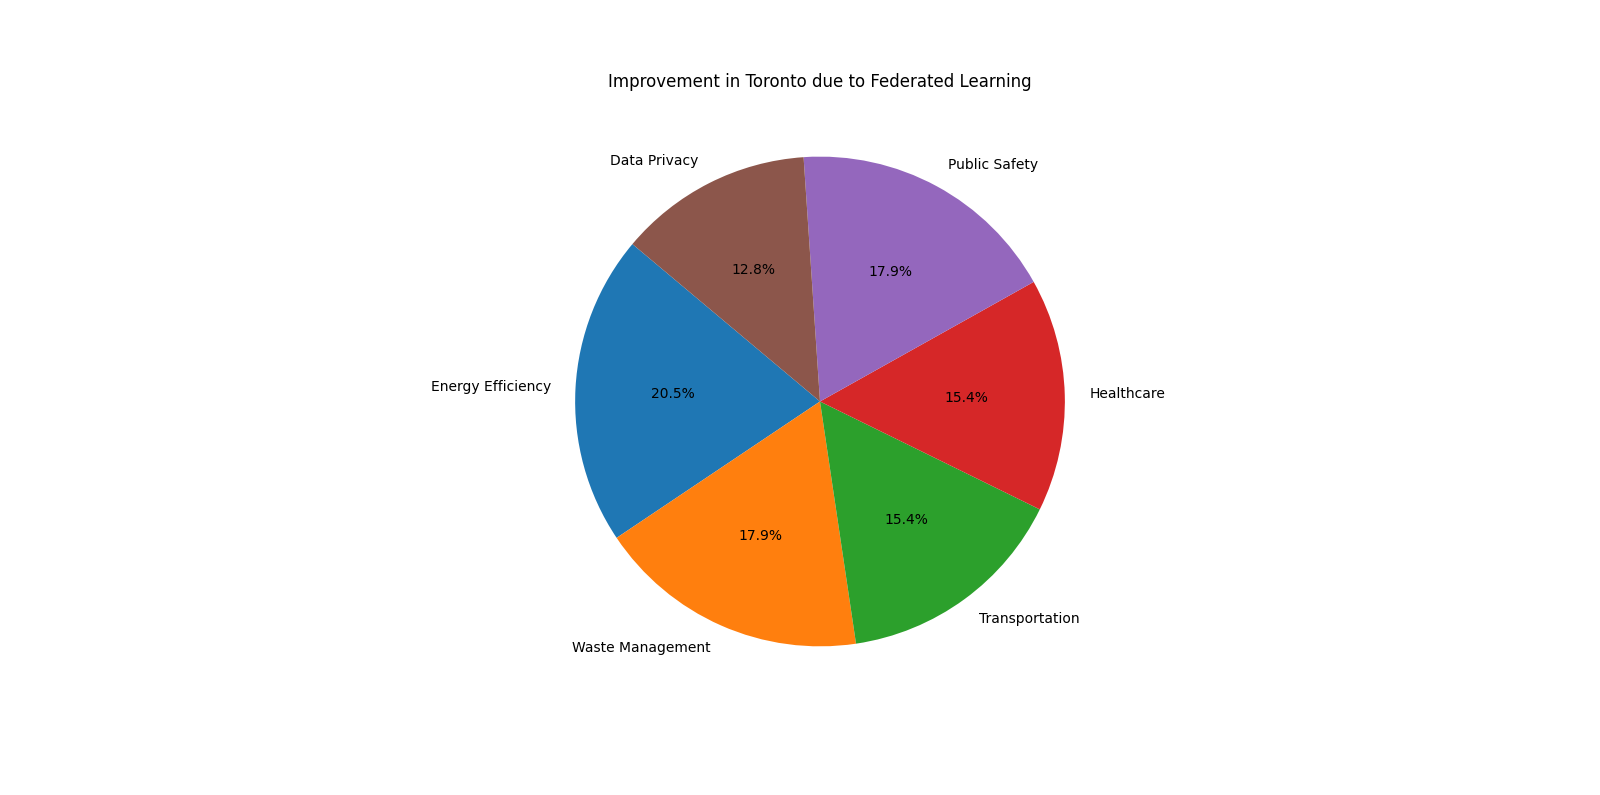 Improvement in Toronto due to Federated Learning
Data Privacy
Public Safety
12.8%
17.9%
Energy Efficiency
20.5%
15.4%
Healthcare
17.9%
15.4%
Waste Management
Transportation